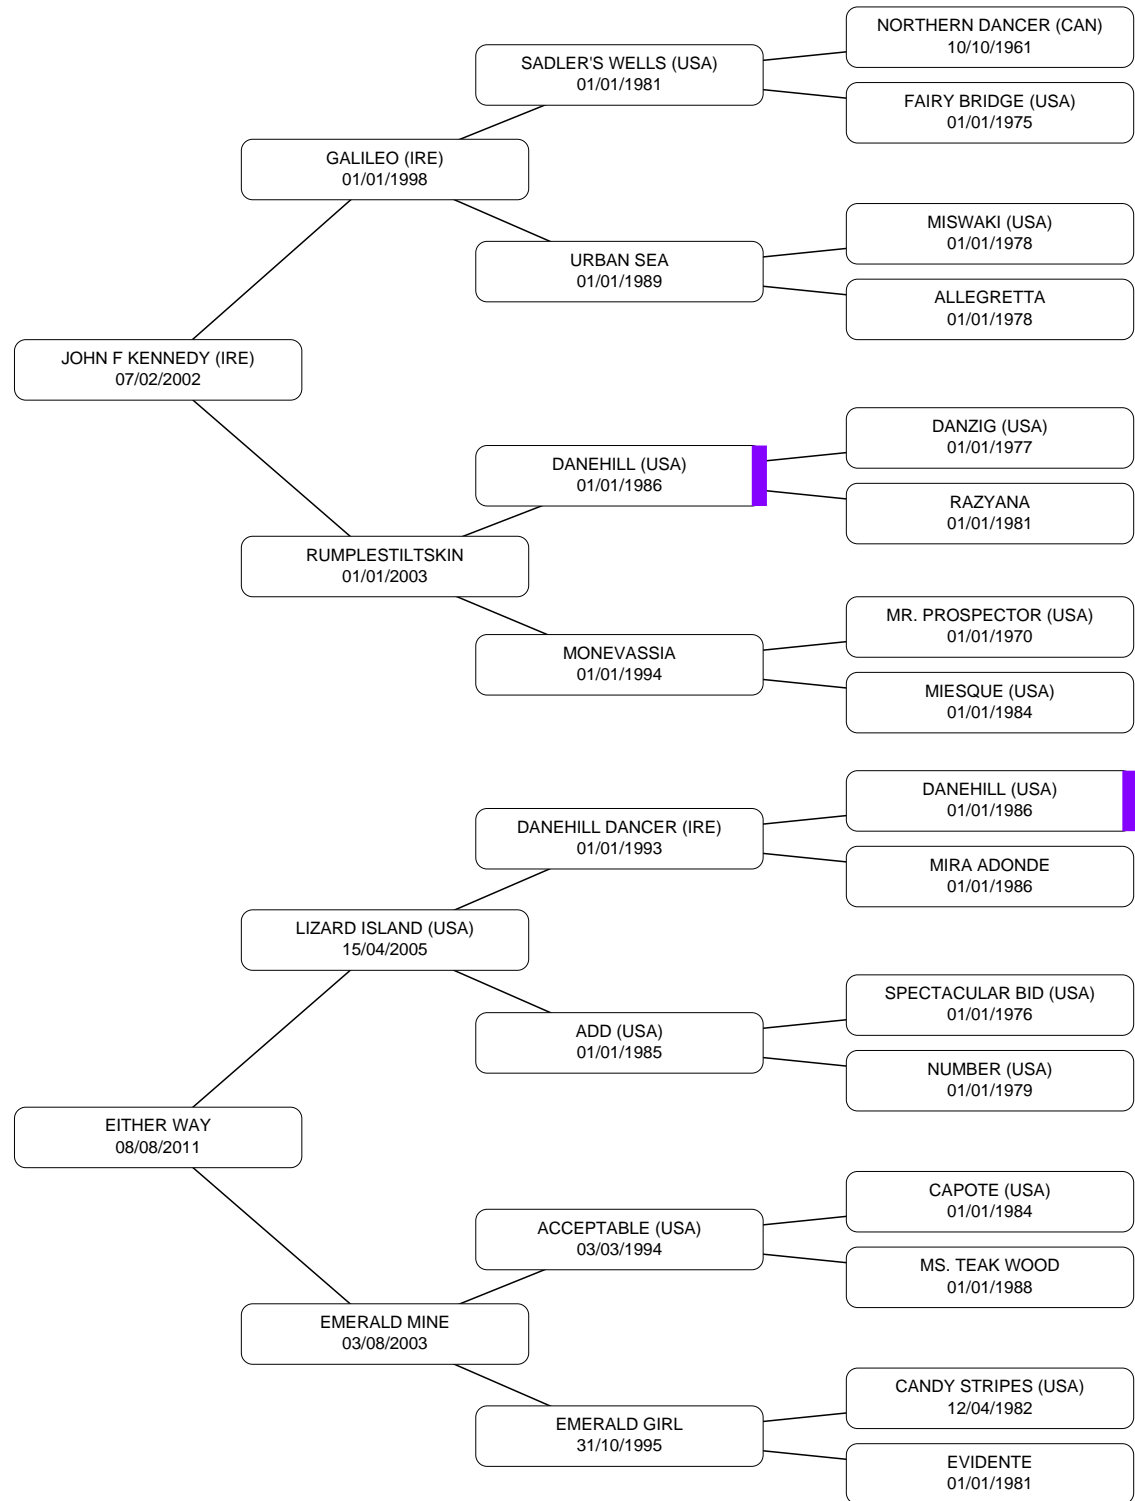 NORTHERN DANCER (CAN)
10/10/1961
SADLER'S WELLS (USA)
01/01/1981
FAIRY BRIDGE (USA)
01/01/1975
GALILEO (IRE)
01/01/1998
MISWAKI (USA)
01/01/1978
URBAN SEA
01/01/1989
ALLEGRETTA
01/01/1978
JOHN F KENNEDY (IRE)
07/02/2002
DANZIG (USA)
01/01/1977
DANEHILL (USA)
01/01/1986
RAZYANA
01/01/1981
RUMPLESTILTSKIN
01/01/2003
MR. PROSPECTOR (USA)
01/01/1970
MONEVASSIA
01/01/1994
MIESQUE (USA)
01/01/1984
DANEHILL (USA)
01/01/1986
DANEHILL DANCER (IRE)
01/01/1993
MIRA ADONDE
01/01/1986
LIZARD ISLAND (USA)
15/04/2005
SPECTACULAR BID (USA)
01/01/1976
ADD (USA)
01/01/1985
NUMBER (USA)
01/01/1979
EITHER WAY
08/08/2011
CAPOTE (USA)
01/01/1984
ACCEPTABLE (USA)
03/03/1994
MS. TEAK WOOD
01/01/1988
EMERALD MINE
03/08/2003
CANDY STRIPES (USA)
12/04/1982
EMERALD GIRL
31/10/1995
EVIDENTE
01/01/1981